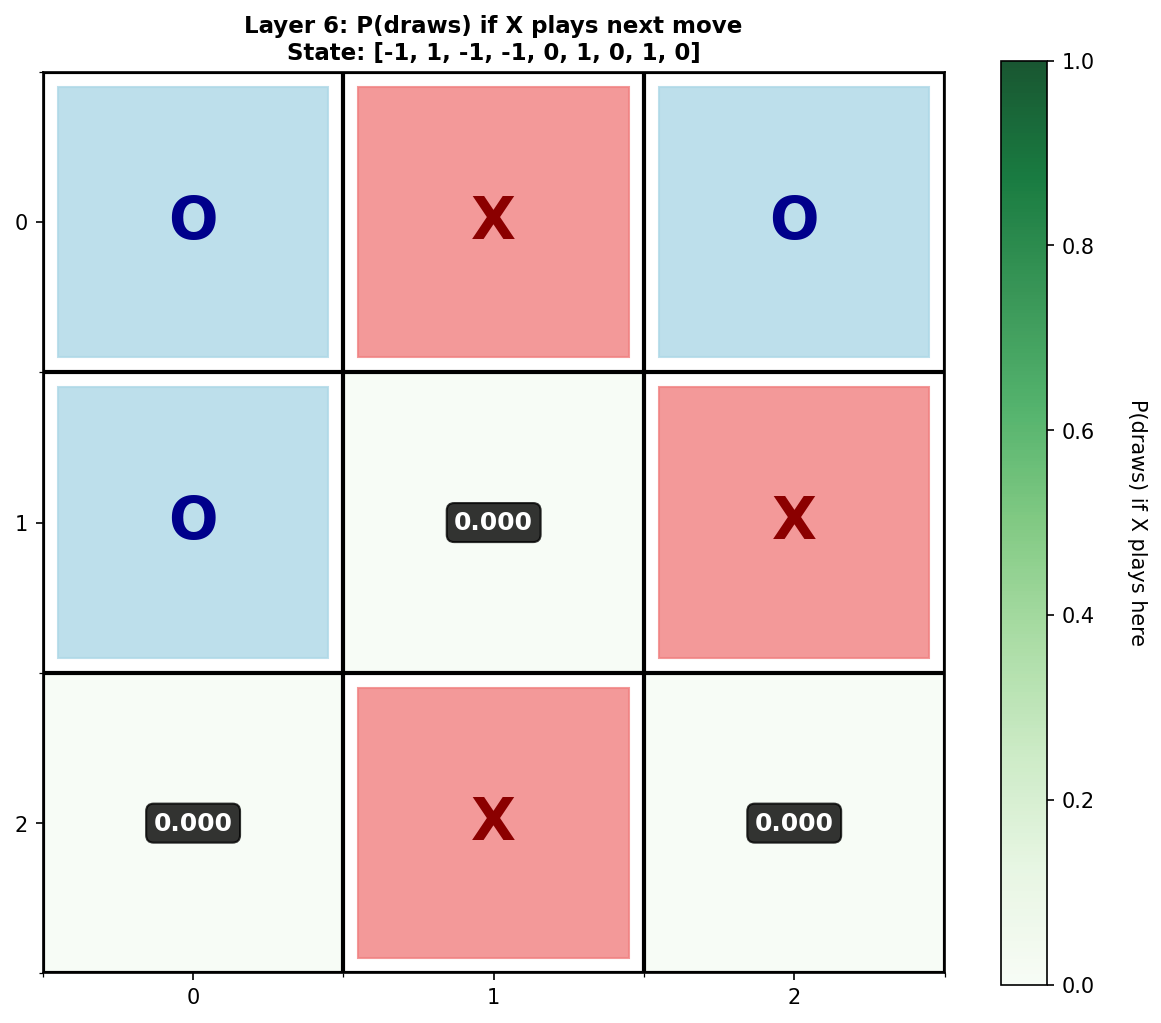 Layer 6: P(draws) if X plays next move
State: [-1, 1, -1, -1, 0, 1, 0, 1, 0]
O X O
O 0.000 X
0.000 X 0.000
0
1
2
0 1 2
1.0
0.8
0.6
0.4
0.2
0.0
P(draws) if X plays here